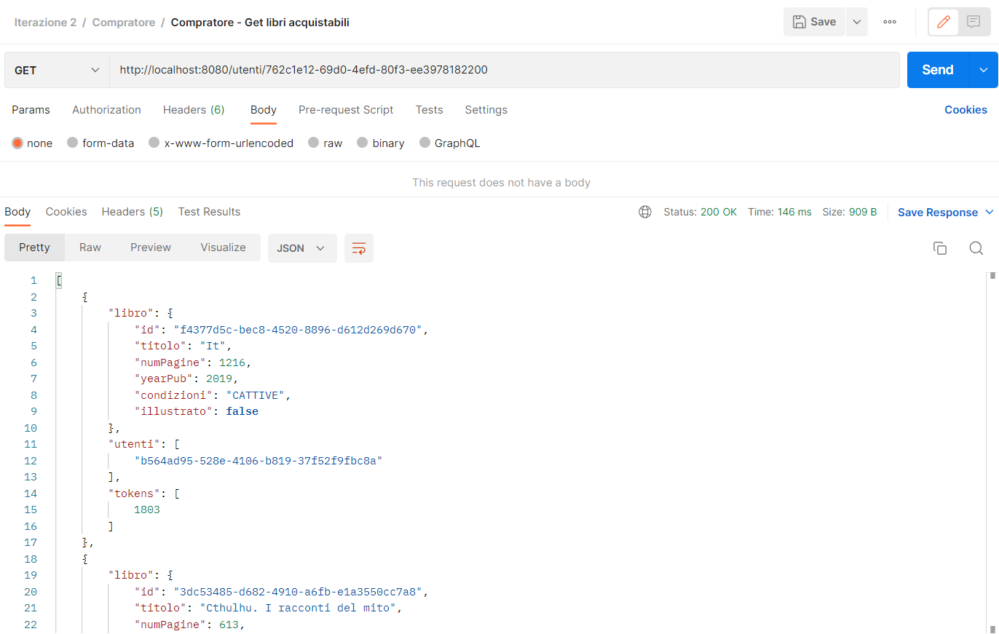 Iterazione 2 / Compratore / Compratore - Get libri acquistabili
Save
GET
http://localhost:8080/utenti/762c1e12-69d0-4efd-80f3-ee3978182200
Send
Params Authorization Headers (6) Body Pre-request Script Tests Settings Cookies
none form-data x-www-form-urlencoded raw binary GraphQL
This request does not have a body
Body Cookies Headers (5) Test Results Status: 200 OK Time: 146 ms Size: 909 B Save Response
Pretty Raw Preview Visualize JSON
1 [
2 {
3 "libro": {
4 "id": "f4377d5c-bec8-4520-8896-d612d269d670",
5 "titolo": "It",
6 "numPagine": 1216,
7 "yearPub": 2019,
8 "condizioni": "CATTIVE",
9 "illustrato": false
10 },
11 "utenti": [
12 "b564ad95-528e-4106-b819-37f52f9fbc8a"
13 ],
14 "tokens": [
15 1803
16 ]
17 },
18 {
19 "libro": {
20 "id": "3dc53485-d682-4910-a6fb-e1a3550cc7a8",
21 "titolo": "Cthulhu. I racconti del mito",
22 "numPagine": 613,